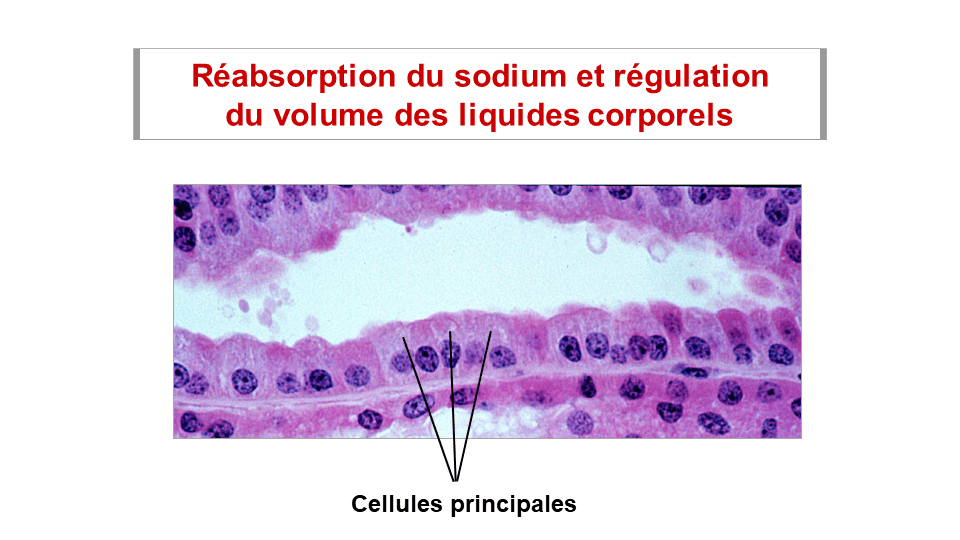 Réabsorption du sodium et régulation
du volume des liquides corporels
Cellules principales